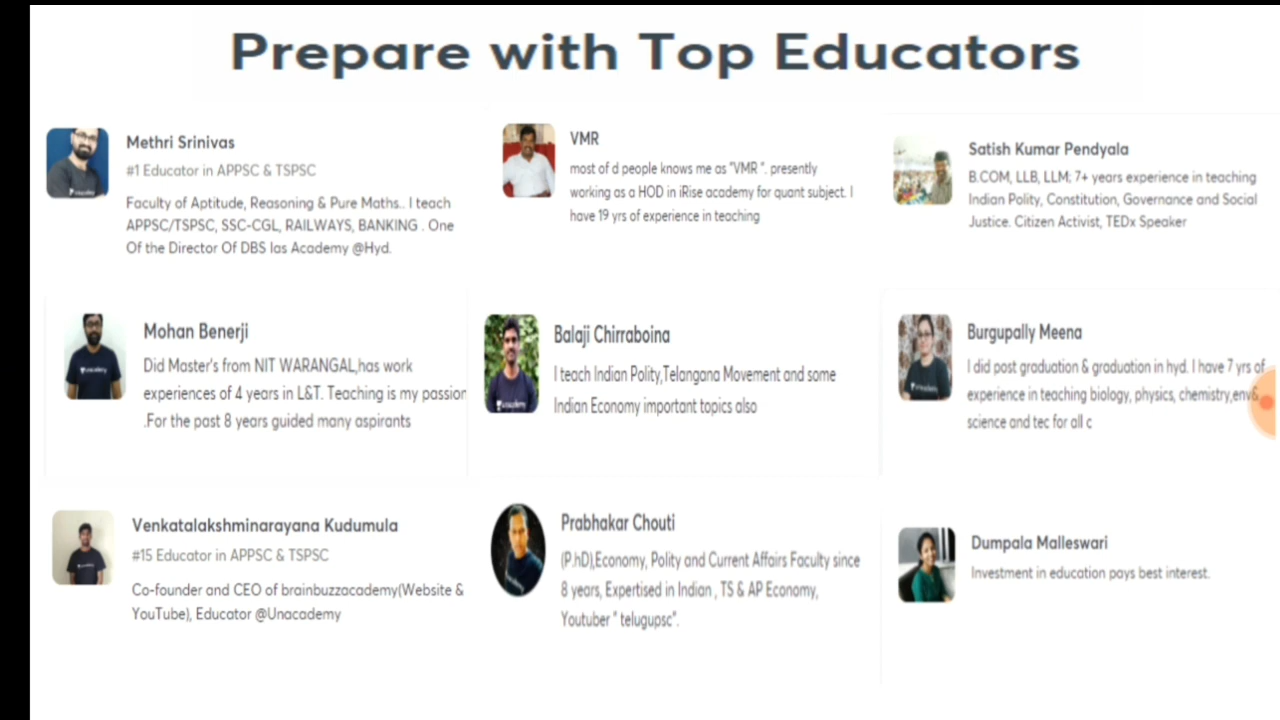 Prepare with Top Educators
Methri Srinivas
#1 Educator in APPSC & TSPSC
Faculty of Aptitude, Reasoning & Pure Maths.. I teach
APPSC/TSPSC, SSC-CGL, RAILWAYS, BANKING . One
Of the Director Of DBS Ias Academy @Hyd.
VMR
most of d people knows me as "VMR ". presently
working as a HOD in iRise academy for quant subject. I
have 19 yrs of experience in teaching
Satish Kumar Pendyala
B.COM, LLB, LLM; 7+ years experience in teaching
Indian Polity, Constitution, Governance and Social
Justice. Citizen Activist, TEDx Speaker
Mohan Benerji
Did Master's from NIT WARANGAL,has work
experiences of 4 years in L&T. Teaching is my passion
.For the past 8 years guided many aspirants
Balaji Chirraboina
I teach Indian Polity,Telangana Movement and some
Indian Economy important topics also
Burgupally Meena
I did post graduation & graduation in hyd. I have 7 yrs of
experience in teaching biology, physics, chemistry,env&
science and tec for all c
Venkatalakshminarayana Kudumula
#15 Educator in APPSC & TSPSC
Co-founder and CEO of brainbuzzacademy(Website &
YouTube), Educator @Unacademy
Prabhakar Chouti
(P.hD),Economy, Polity and Current Affairs Faculty since
8 years, Expertised in Indian , TS & AP Economy,
Youtuber " telugupsc".
Dumpala Malleswari
Investment in education pays best interest.